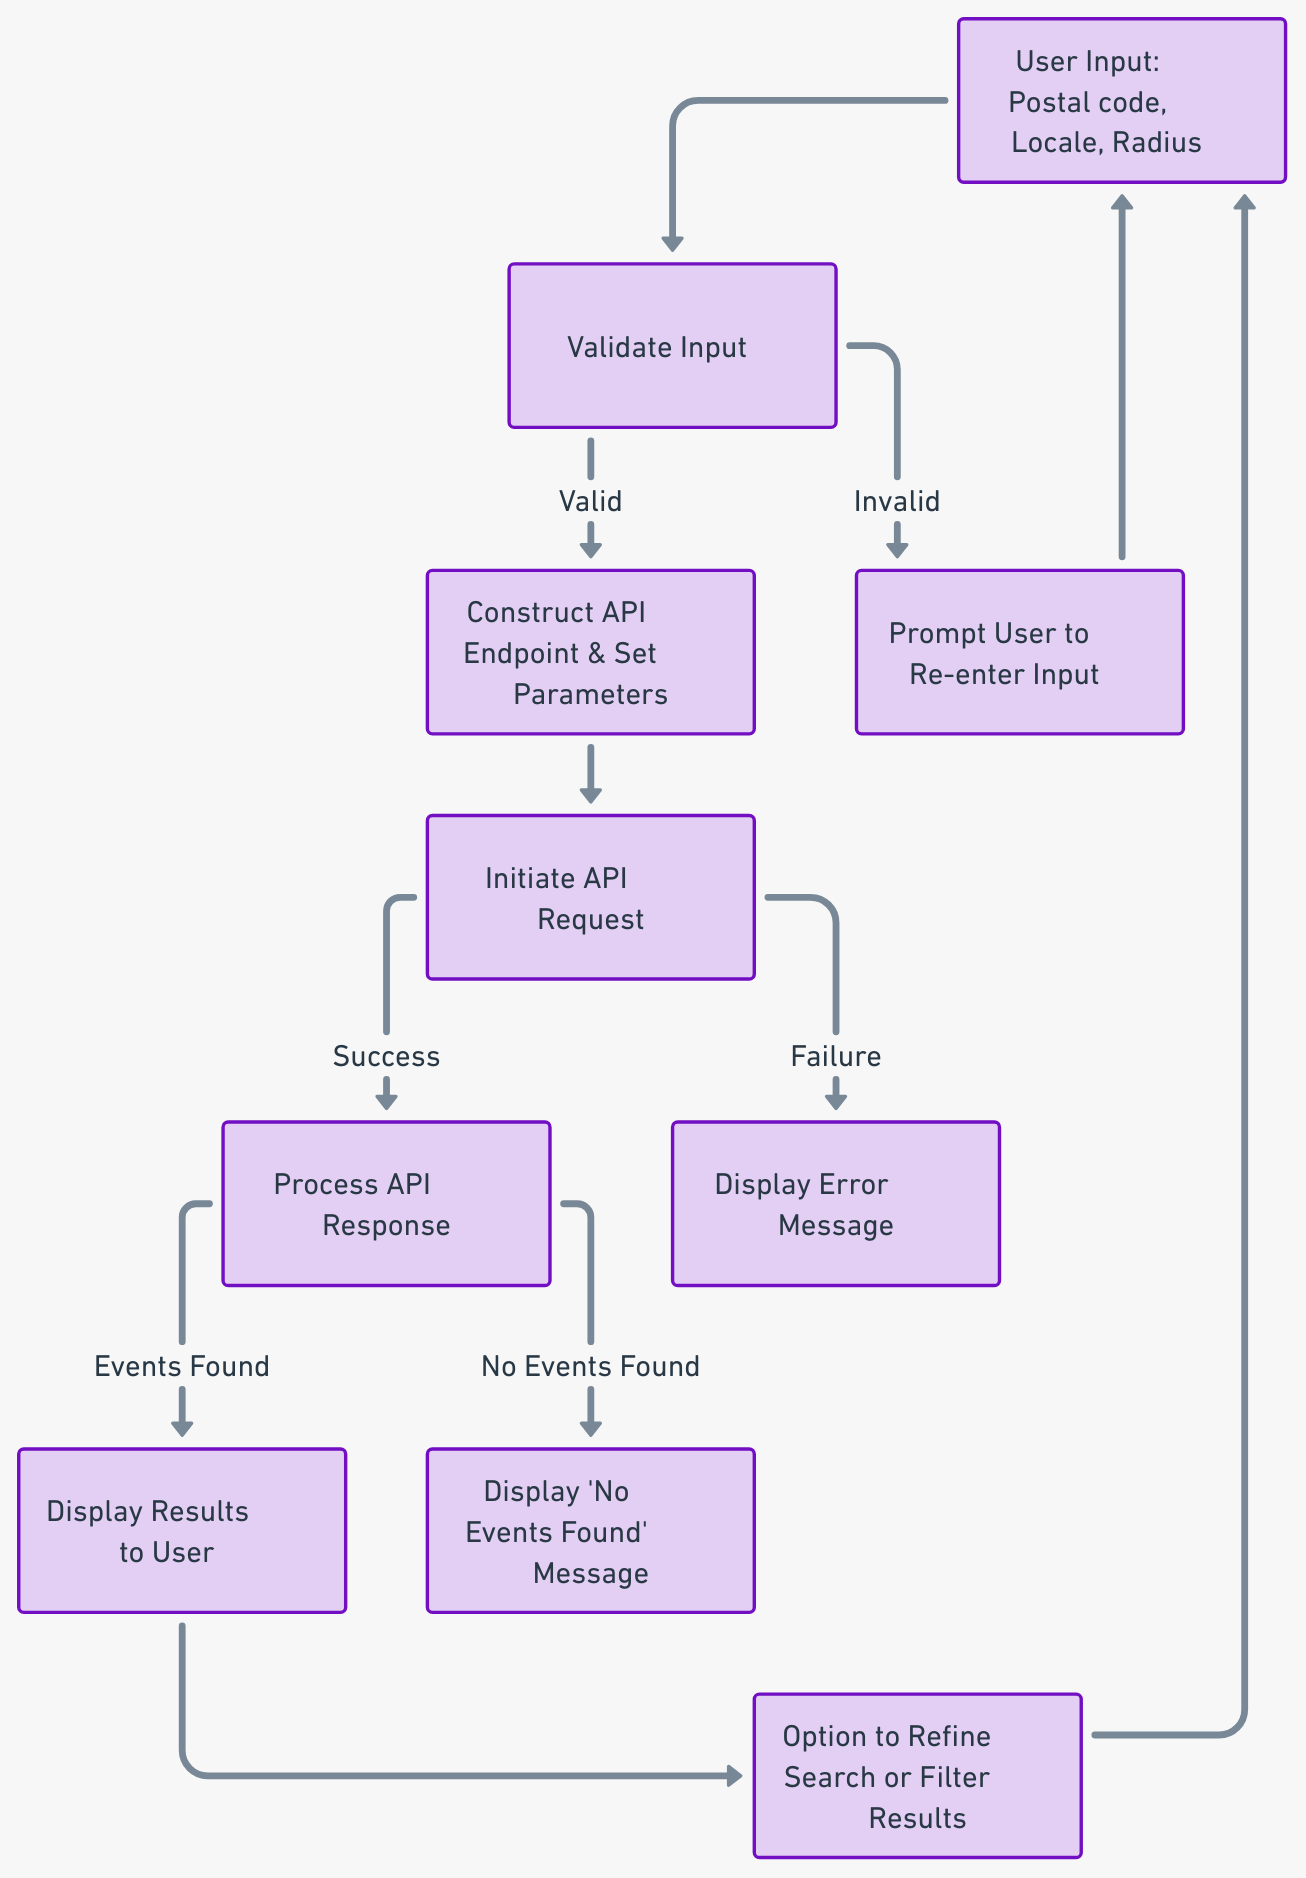 User Input:
Postal code,
Locale, Radius
Validate Input
Valid
Invalid
Construct API
Endpoint & Set
Parameters
Prompt User to
Re-enter Input
Initiate API
Request
Success
Failure
Process API
Response
Display Error
Message
Events Found
No Events Found
Display Results
to User
Display 'No
Events Found'
Message
Option to Refine
Search or Filter
Results